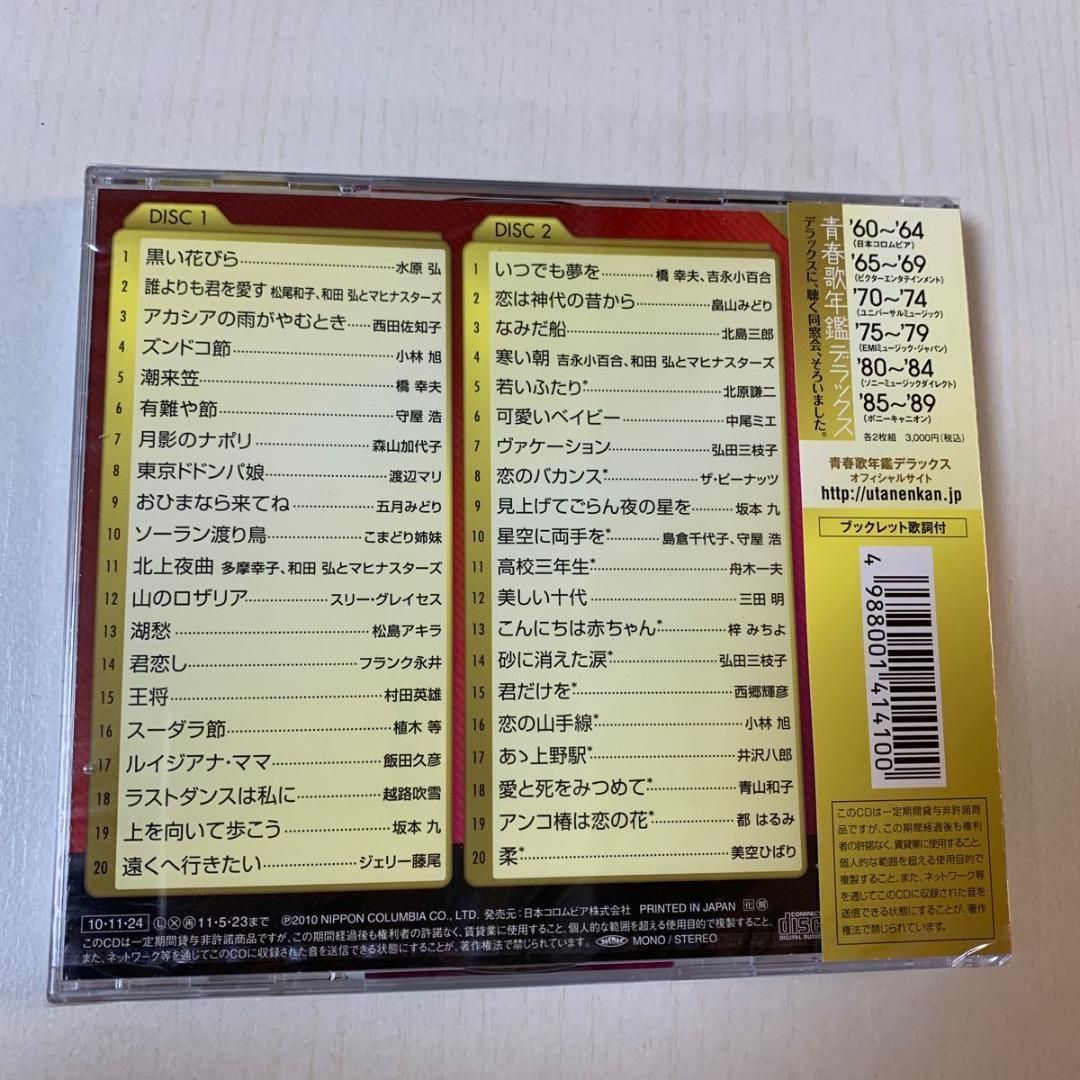 DISC 1
1 黒い花びら 水原 弘
2 誰よりも君を愛す 松尾和子、和田 弘とマヒナスターズ
3 アカシアの雨がやむとき 西田佐知子
4 ズンドコ節 小林 旭
5 潮来笠 橋 幸夫
6 有難や節 守屋 浩
7 月影のナポリ 森山加代子
8 東京ドドンパ娘 渡辺マリ
9 おひまなら来てね 五月みどり
10 ソーラン渡り鳥 こまどり姉妹
11 北上夜曲 多摩幸子、和田 弘とマヒナスターズ
12 山のロザリア スリー・グレイセス
13 湖愁 松島アキラ
14 君恋し フランク永井
15 王将 村田英雄
16 スーダラ節 植木 等
17 ルイジアナ・ママ 飯田久彦
18 ラストダンスは私に 越路吹雪
19 上を向いて歩こう 坂本 九
20 遠くへ行きたい ジェリー藤尾
DISC 2
1 いつでも夢を 橋 幸夫、吉永小百合
2 恋は神代の昔から 畠山みどり
3 なみだ船 北島三郎
4 寒い朝 吉永小百合、和田 弘とマヒナスターズ
5 若いふたり* 北原謙二
6 可愛いベイビー 中尾ミエ
7 ヴァケーション 弘田三枝子
8 恋のバカンス* ザ・ピーナッツ
9 見上げてごらん夜の星を 坂本 九
10 星空に両手を* 島倉千代子、守屋 浩
11 高校三年生* 舟木一夫
12 美しい十代 三田 明
13 こんにちは赤ちゃん* 梓 みちよ
14 砂に消えた涙* 弘田三枝子
15 君だけを* 西郷輝彦
16 恋の山手線* 小林 旭
17 あゝ上野駅* 井沢八郎
18 愛と死をみつめて* 青山和子
19 アンコ椿は恋の花* 都 はるみ
20 柔* 美空ひばり
10・11・24 Ⓛ Ⓧ 再 11・5・23まで ℗2010 NIPPON COLUMBIA CO., LTD. 発売元:日本コロムビア株式会社 PRINTED IN JAPAN 化 解
このCDは一定期間貸与非許諾商品ですが、この期間経過後も権利者の許諾なく、賃貸業に使用すること、個人的な範囲を超える使用目的で複製すること、
また、ネットワーク等を通じてこのCDに収録された音を送信できる状態にすることが、著作権法で禁じられています。 JASRAC MONO / STEREO
COMPACT
disc
DIGITAL AUDIO
青春歌年鑑デラックス
デラックスに、聴く同窓会、そろいました。
'60〜'64
(日本コロムビア)
'65〜'69
(ビクターエンタテインメント)
'70〜'74
(ユニバーサルミュージック)
'75〜'79
(EMIミュージック・ジャパン)
'80〜'84
(ソニーミュージックダイレクト)
'85〜'89
(ポニーキャニオン)
各2枚組 3,000円(税込)
青春歌年鑑デラックス
オフィシャルサイト
http://utanenkan.jp
ブックレット歌詞付
4 988001 414100
このCDは一定期間貸与非許諾商
品ですが、この期間経過後も権利
者の許諾なく、賃貸業に使用すること、
個人的な範囲を超える使用目的で
複製すること、また、ネットワーク等
を通じてこのCDに収録された音を
送信できる状態にすることが、著作
権法で禁じられています。